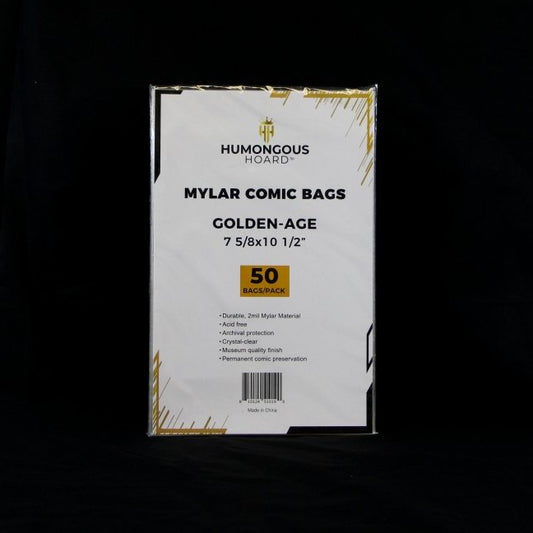 HUMONGOUS
HOARD
MYLAR COMIC BAGS
GOLDEN-AGE
7 5/8x10 1/2"
50
BAGS/PACK
• Durable, 2mil Mylar Material
• Acid free
• Archival protection
• Crystal-clear
• Museum quality finish
• Permanent comic preservation
Made in China